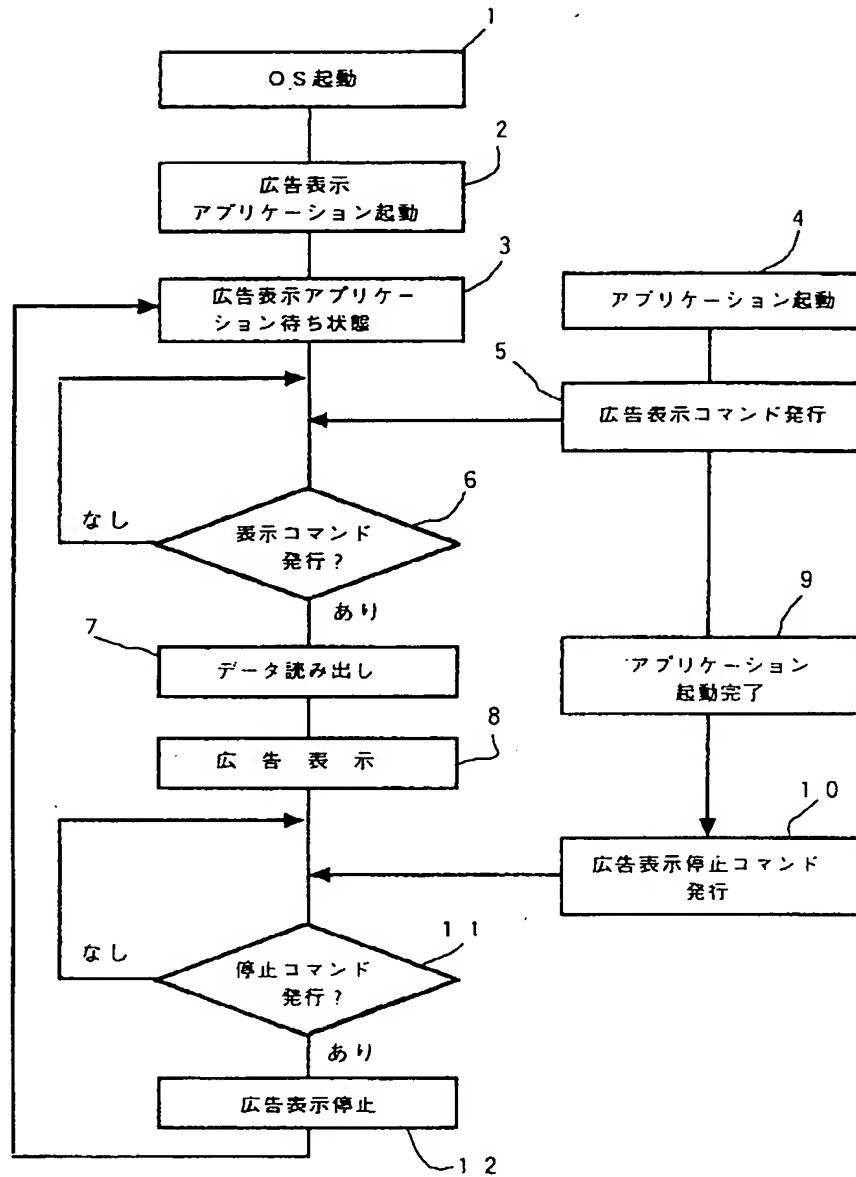 1
OS起動
2
広告表示
アプリケーション起動
3
広告表示アプリケー
ション待ち状態
4
アプリケーション起動
5
広告表示コマンド発行
6
表示コマンド
発行?
なし
あり
7
データ読み出し
8
広告表示
9
アプリケーション
起動完了
10
広告表示停止コマンド
発行
11
停止コマンド
発行?
なし
あり
広告表示停止
12